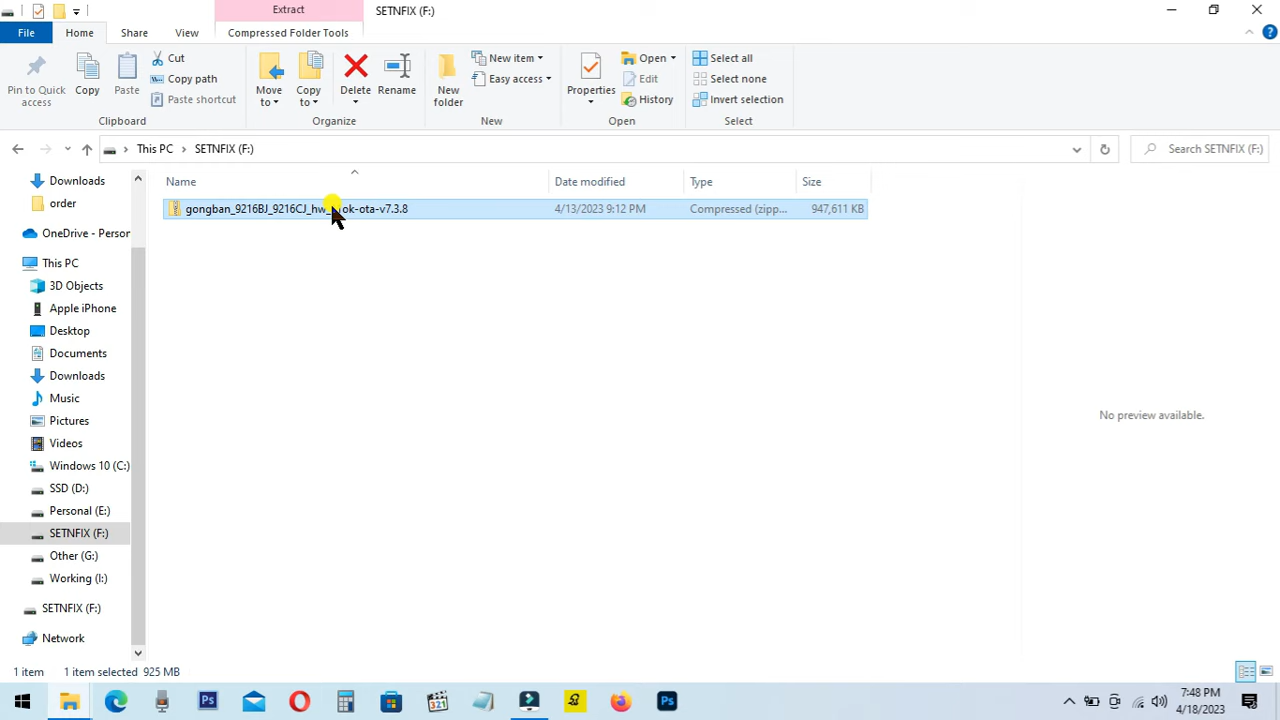 Extract
SETNFIX (F:)
File
Home
Share
View
Compressed Folder Tools
Pin to Quick access
Copy
Paste
Cut
Copy path
Paste shortcut
Move to
Copy to
Delete
Rename
New folder
New item
Easy access
Properties
Open
Edit
History
Select all
Select none
Invert selection
Clipboard
Organize
New
Open
Select
This PC
SETNFIX (F:)
Search SETNFIX (F:)
Name
Date modified
Type
Size
gongban_9216BJ_9216CJ_hw_ ok-ota-v7.3.8
4/13/2023 9:12 PM
Compressed (zipp...
947,611 KB
Downloads
order
OneDrive - Person
This PC
3D Objects
Apple iPhone
Desktop
Documents
Downloads
Music
Pictures
Videos
Windows 10 (C:)
SSD (D:)
Personal (E:)
SETNFIX (F:)
Other (G:)
Working (I:)
SETNFIX (F:)
Network
No preview available.
1 item
1 item selected 925 MB
Ps
321
Ps
7:48 PM
4/18/2023